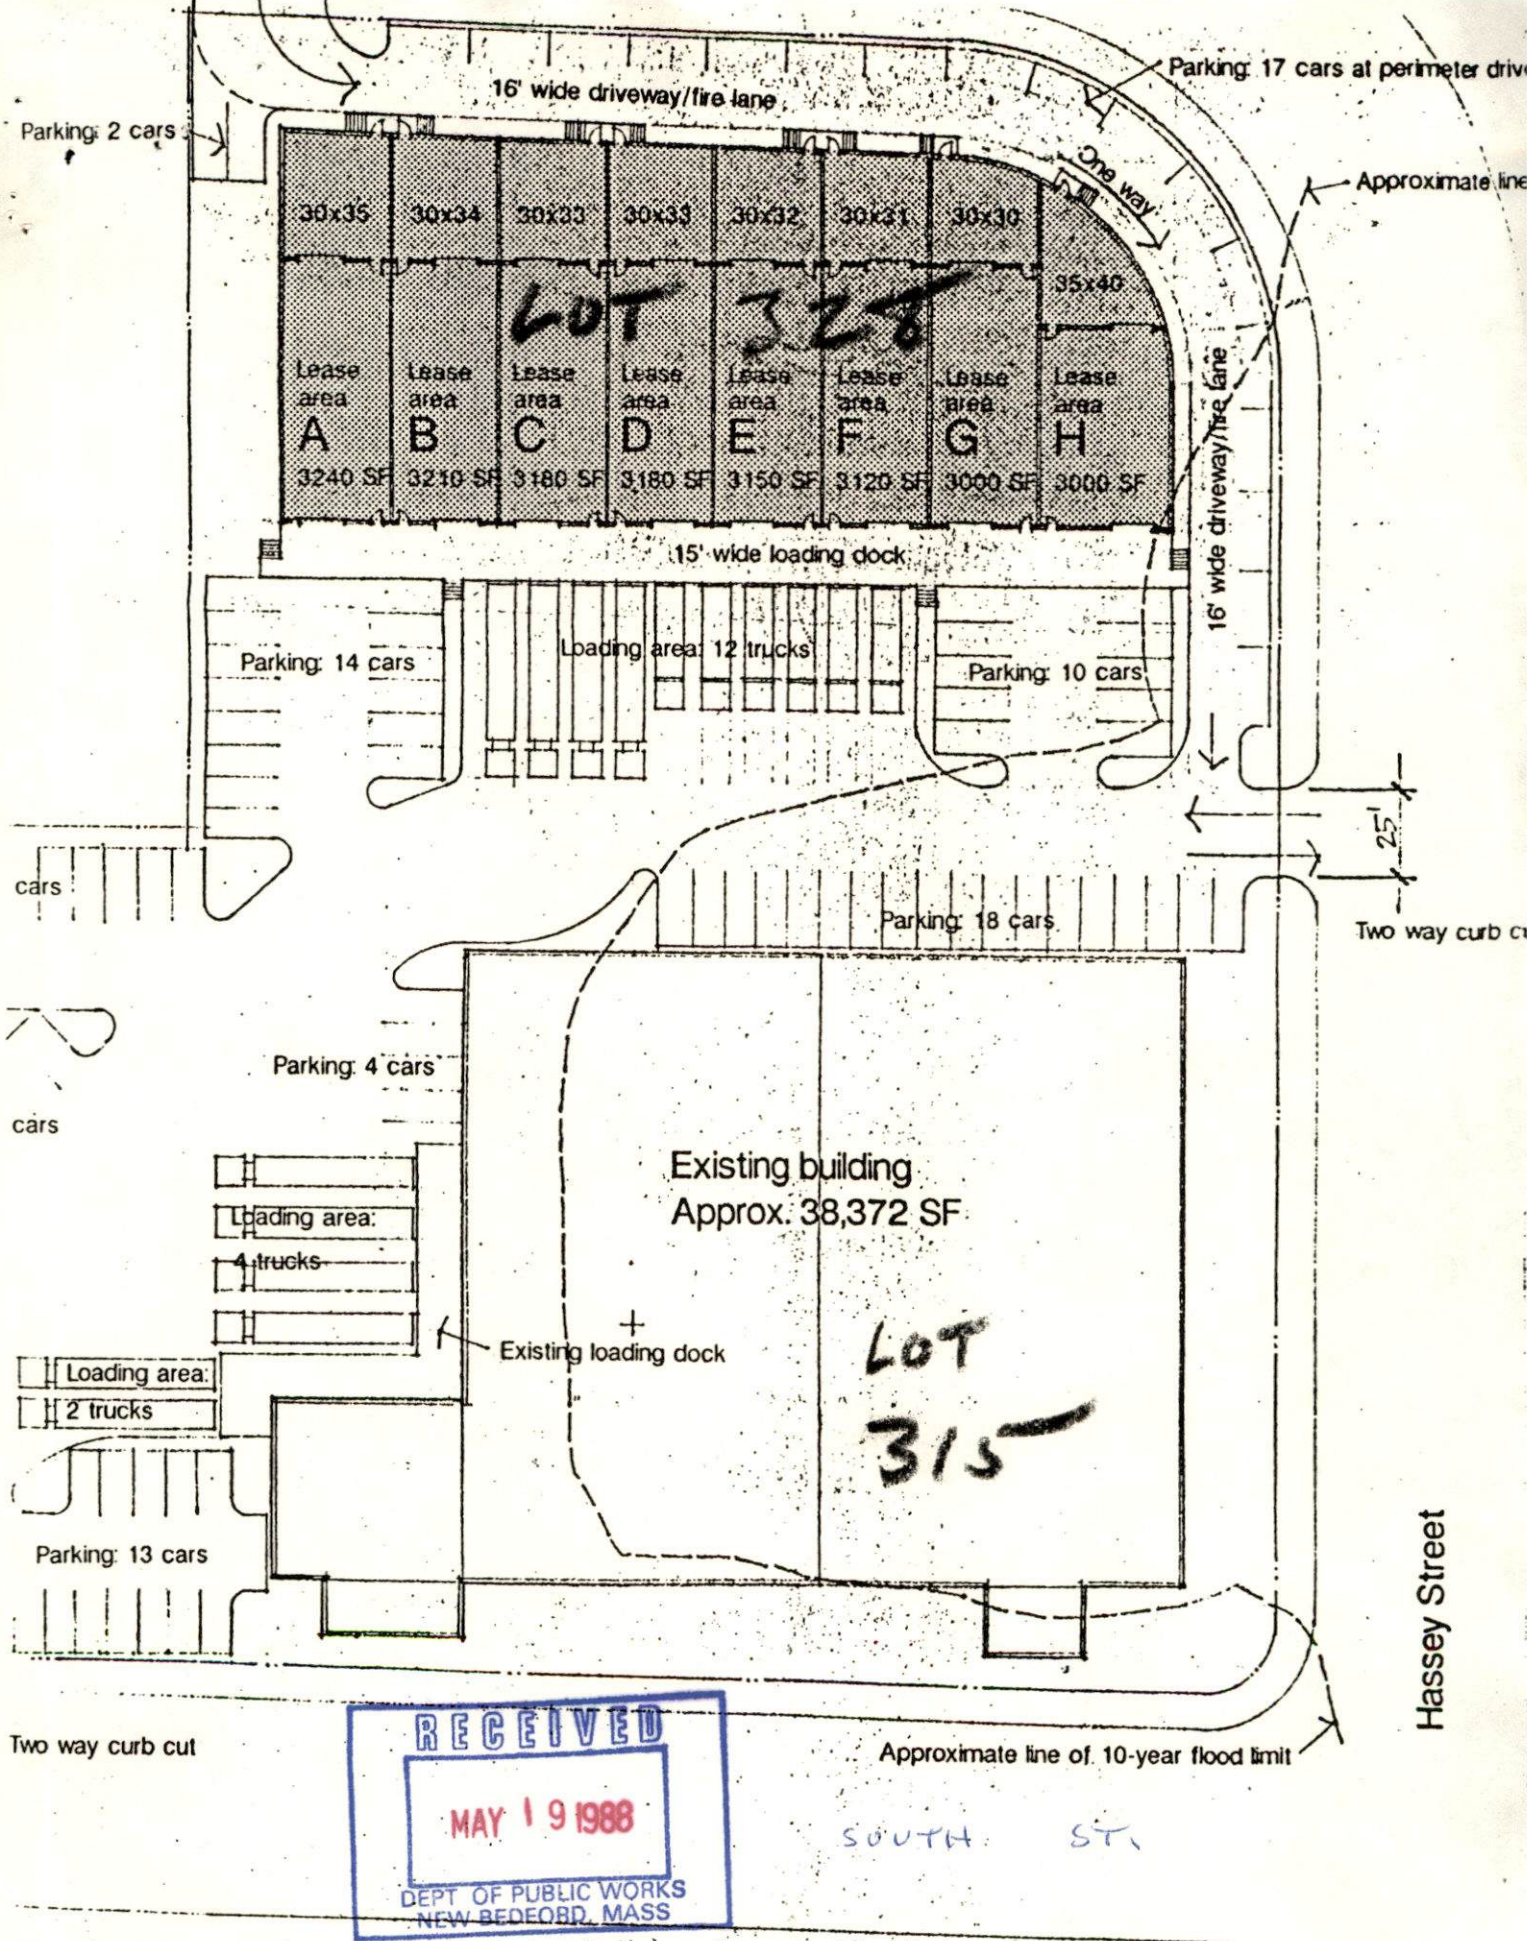 Parking: 17 cars at perimeter drive
16' wide driveway/fire lane
Parking: 2 cars
One way
Approximate line
30x35
30x34
30x33
30x33
30x32
30x31
30x30
35x40
LOT 328
Lease
area
A
3240 SF
Lease
area
B
3210 SF
Lease
area
C
3180 SF
Lease
area
D
3180 SF
Lease
area
E
3150 SF
Lease
area
F
3120 SF
Lease
area
G
3000 SF
Lease
area
H
3000 SF
16' wide driveway/fire lane
15' wide loading dock
Parking: 14 cars
Loading area: 12 trucks
Parking: 10 cars
25'
cars
Parking: 18 cars
Two way curb
Parking: 4 cars
cars
Existing building
Approx. 38,372 SF
Loading area:
4 trucks
LOT
315
Existing loading dock
Loading area:
2 trucks
Parking: 13 cars
Hassey Street
Two way curb cut
RECEIVED
MAY 19 1988
DEPT OF PUBLIC WORKS
NEW BEDFORD, MASS
Approximate line of 10-year flood limit
SOUTH ST.